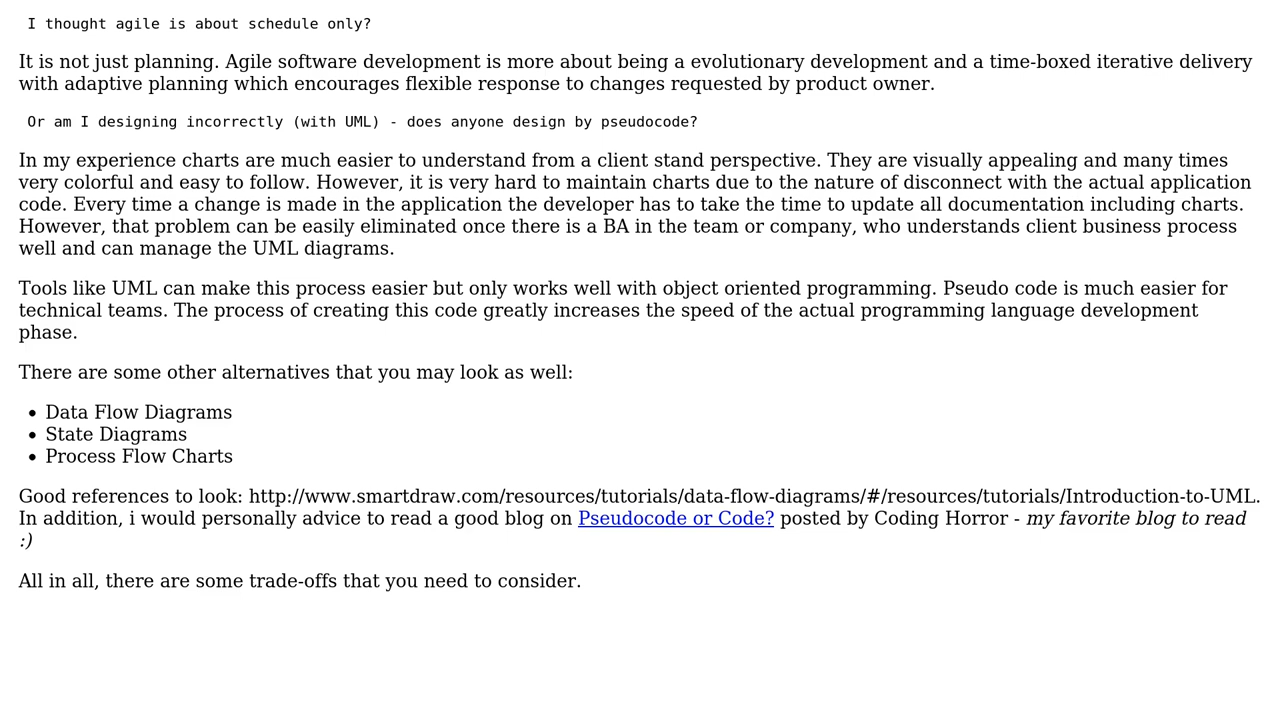 I thought agile is about schedule only?
It is not just planning. Agile software development is more about being a evolutionary development and a time-boxed iterative delivery
with adaptive planning which encourages flexible response to changes requested by product owner.
Or am I designing incorrectly (with UML) - does anyone design by pseudocode?
In my experience charts are much easier to understand from a client stand perspective. They are visually appealing and many times
very colorful and easy to follow. However, it is very hard to maintain charts due to the nature of disconnect with the actual application
code. Every time a change is made in the application the developer has to take the time to update all documentation including charts.
However, that problem can be easily eliminated once there is a BA in the team or company, who understands client business process
well and can manage the UML diagrams.
Tools like UML can make this process easier but only works well with object oriented programming. Pseudo code is much easier for
technical teams. The process of creating this code greatly increases the speed of the actual programming language development
phase.
There are some other alternatives that you may look as well:
• Data Flow Diagrams
• State Diagrams
• Process Flow Charts
Good references to look: http://www.smartdraw.com/resources/tutorials/data-flow-diagrams/#/resources/tutorials/Introduction-to-UML.
In addition, i would personally advice to read a good blog on Pseudocode or Code? posted by Coding Horror - my favorite blog to read
:)
All in all, there are some trade-offs that you need to consider.